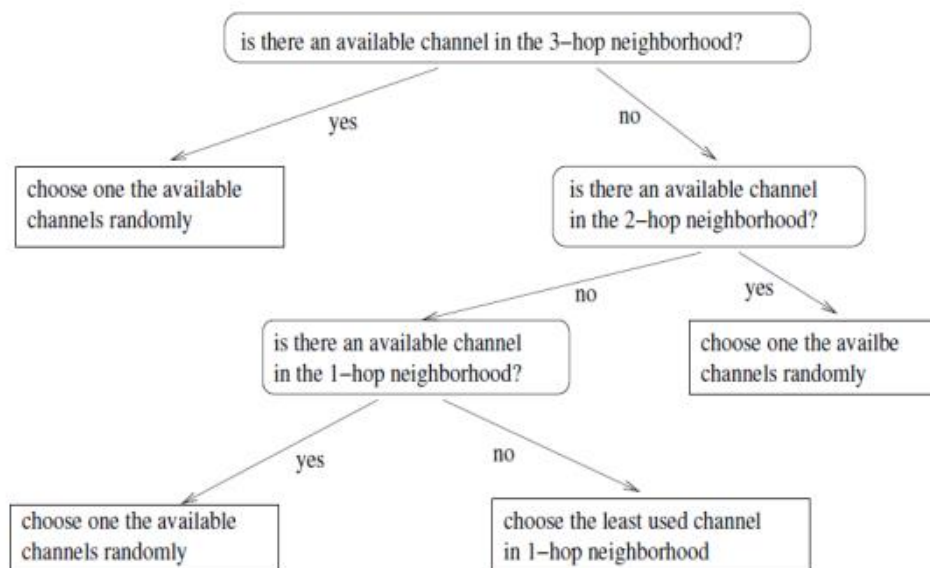 is there an available channel in the 3−hop neighborhood?
yes
no
choose one the available
channels randomly
is there an available channel
in the 2−hop neighborhood?
no
yes
is there an available channel
in the 1−hop neighborhood?
choose one the availbe
channels randomly
yes
no
choose one the available
channels randomly
choose the least used channel
in 1−hop neighborhood